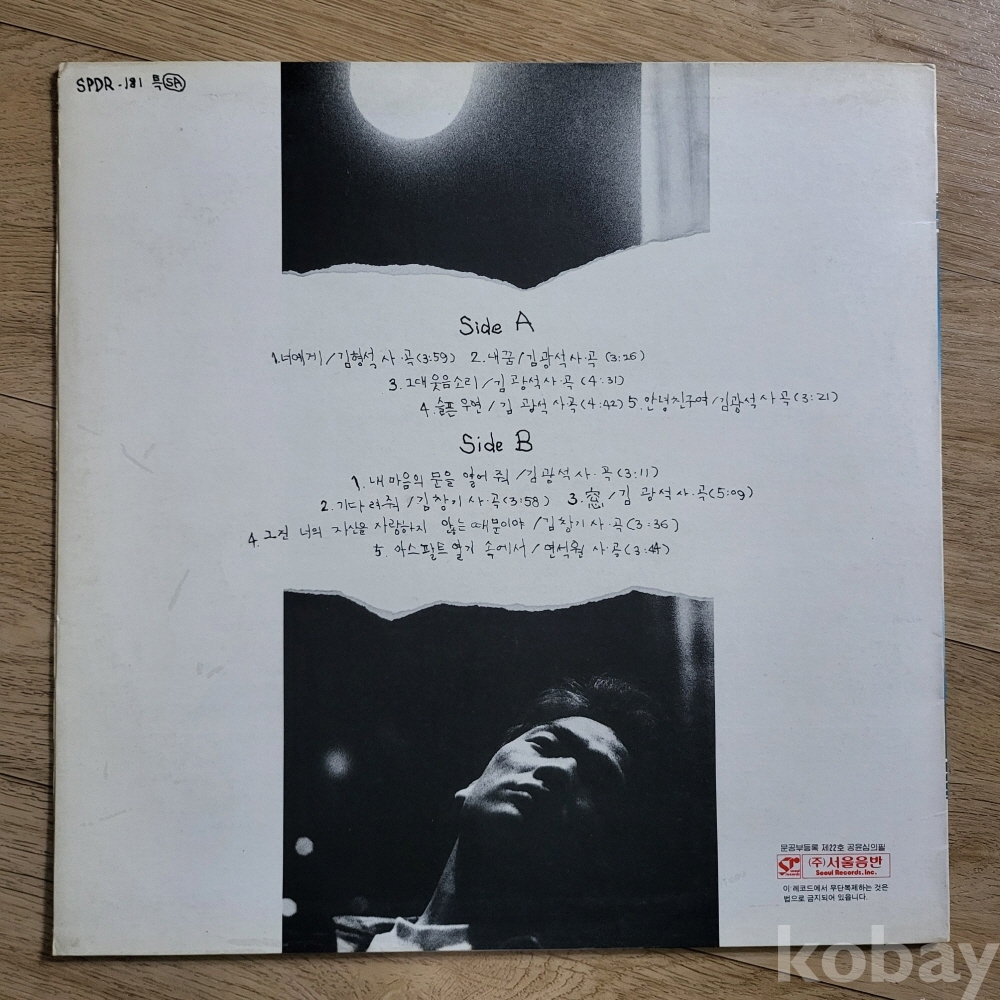 SPDR-181 특 SA
Side A
1.너에게/김형석 사·곡(3:59) 2.내꿈/김광석사·곡 (3:26)
3.그대 웃음소리/김광석사·곡 (4:31)
4.슬픈 우연/김 광석 사곡(4:42) 5.안녕친구여/김광석 사곡(3:21)
Side B
1.내 마음의 문을 열어 줘/김광석 사·곡(3:11)
2.기다려줘/김창기 사·곡(3:58) 3.窓/김 광석 사·곡(5:09)
4.그건 너의 자신을 사랑하지 않는 때문이야/김창기 사·곡(3:36)
5.아스팔트 열기 속에서/연석원 사·곡(3:44)
문공부등록 제22호 공윤심의필
SR (주)서울음반
Seoul Records, Inc.
이 레코드에서 무단복제하는 것은
법으로 금지되어 있읍니다.
kobay